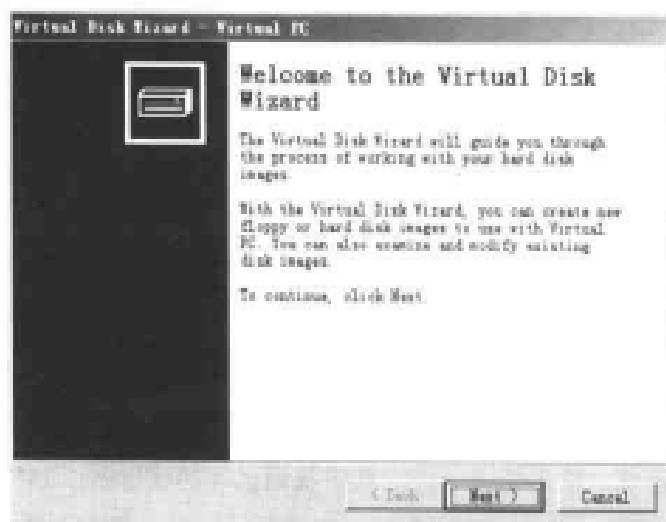 Virtual Disk Wizard - Virtual PC
Welcome to the Virtual Disk
Wizard
The Virtual Disk Wizard will guide you through
the process of working with your hard disk
images.
With the Virtual Disk Wizard, you can create new
floppy or hard disk images to use with Virtual
PC. You can also examine and modify existing
disk images.
To continue, click Next.
< Back
Next >
Cancel